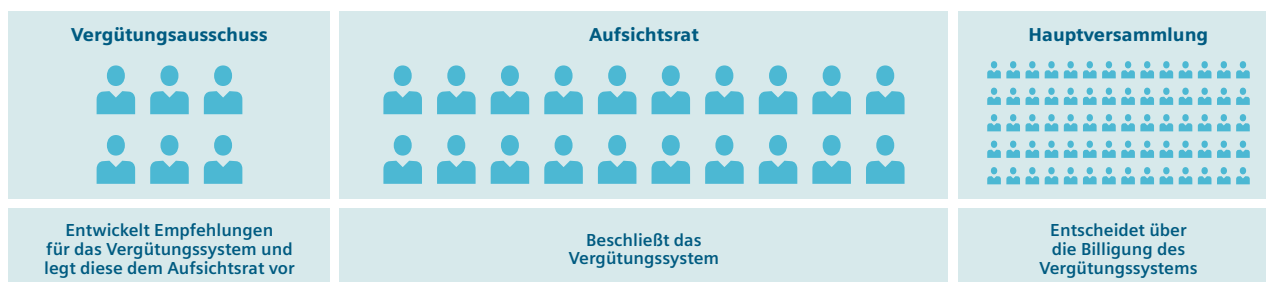 Vergütungsausschuss
Aufsichtsrat
Hauptversammlung
Entwickelt Empfehlungen
für das Vergütungssystem und
legt diese dem Aufsichtsrat vor
Beschließt das
Vergütungssystem
Entscheidet über
die Billigung des
Vergütungssystems